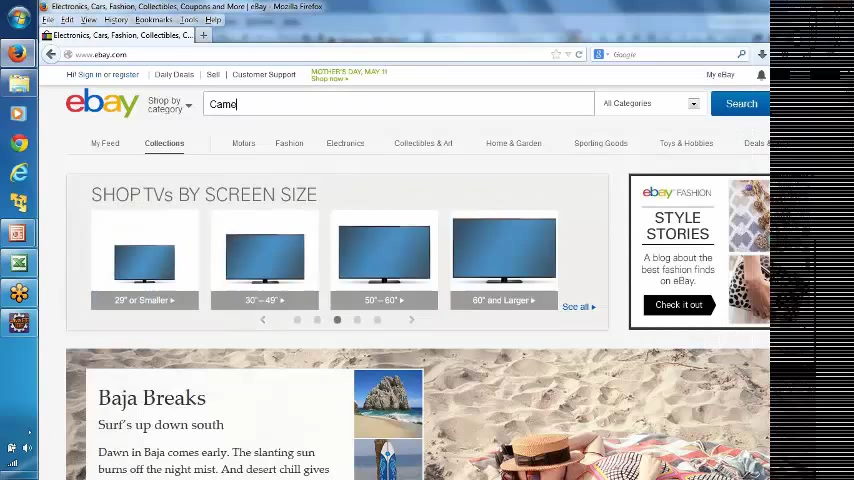 Electronics, Cars, Fashion, Collectibles, Coupons and More | eBay - Mozilla Firefox
File Edit View History Bookmarks Tools Help
Electronics, Cars, Fashion, Collectibles, C...
www.ebay.com
Google
Hi! Sign in or register
Daily Deals
Sell
Customer Support
MOTHER'S DAY, MAY 11
Shop now
My eBay
ebay
Shop by
category
Came
All Categories
Search
My Feed
Collections
Motors
Fashion
Electronics
Collectibles & Art
Home & Garden
Sporting Goods
Toys & Hobbies
Deals &
SHOP TVs BY SCREEN SIZE
29" or Smaller
30"–49"
50"–60"
60" and Larger
See all
ebay FASHION
STYLE
STORIES
A blog about the
best fashion finds
on eBay.
Check it out
Baja Breaks
Surf's up down south
Dawn in Baja comes early. The slanting sun
burns off the night mist. And desert chill gives